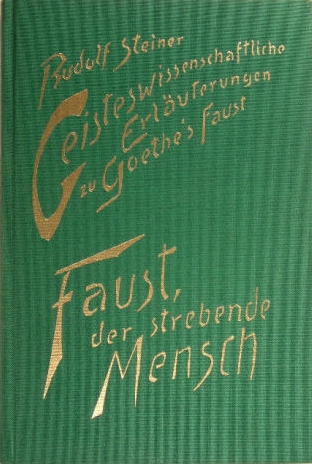 Rudolf Steiner
Geisteswissenschaftliche
Erläuterungen
zu Goethe's Faust
Faust,
der strebende
Mensch